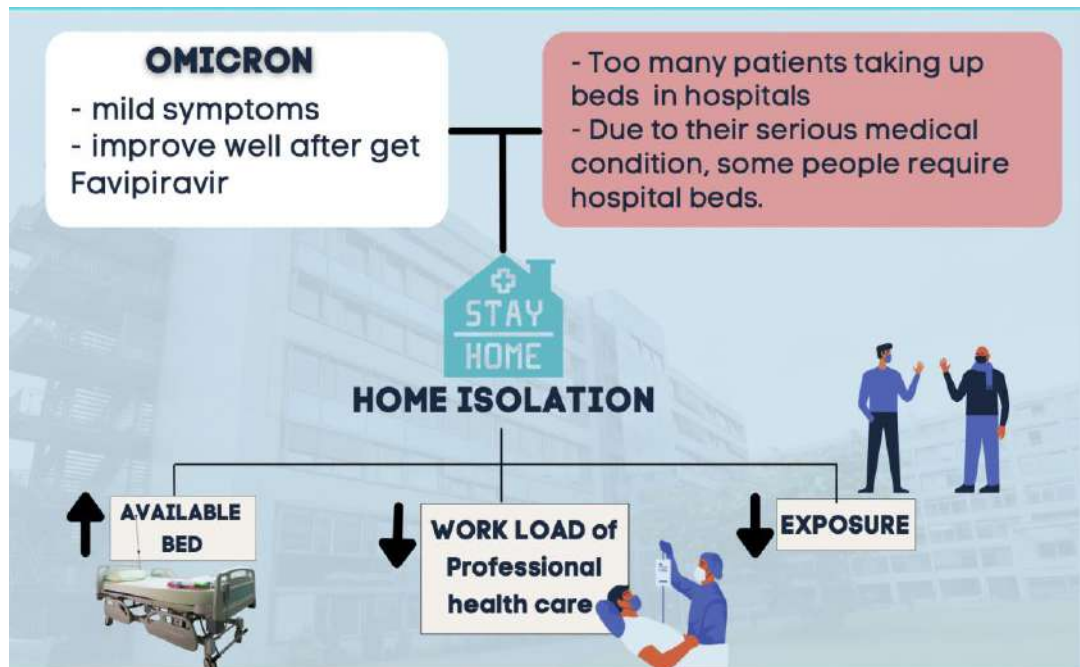 OMICRON
- mild symptoms
- improve well after get
Favipiravir
- Too many patients taking up
beds in hospitals
- Due to their serious medical
condition, some people require
hospital beds.
STAY
HOME
HOME ISOLATION
AVAILABLE
BED
WORK LOAD of
Professional
health care
EXPOSURE